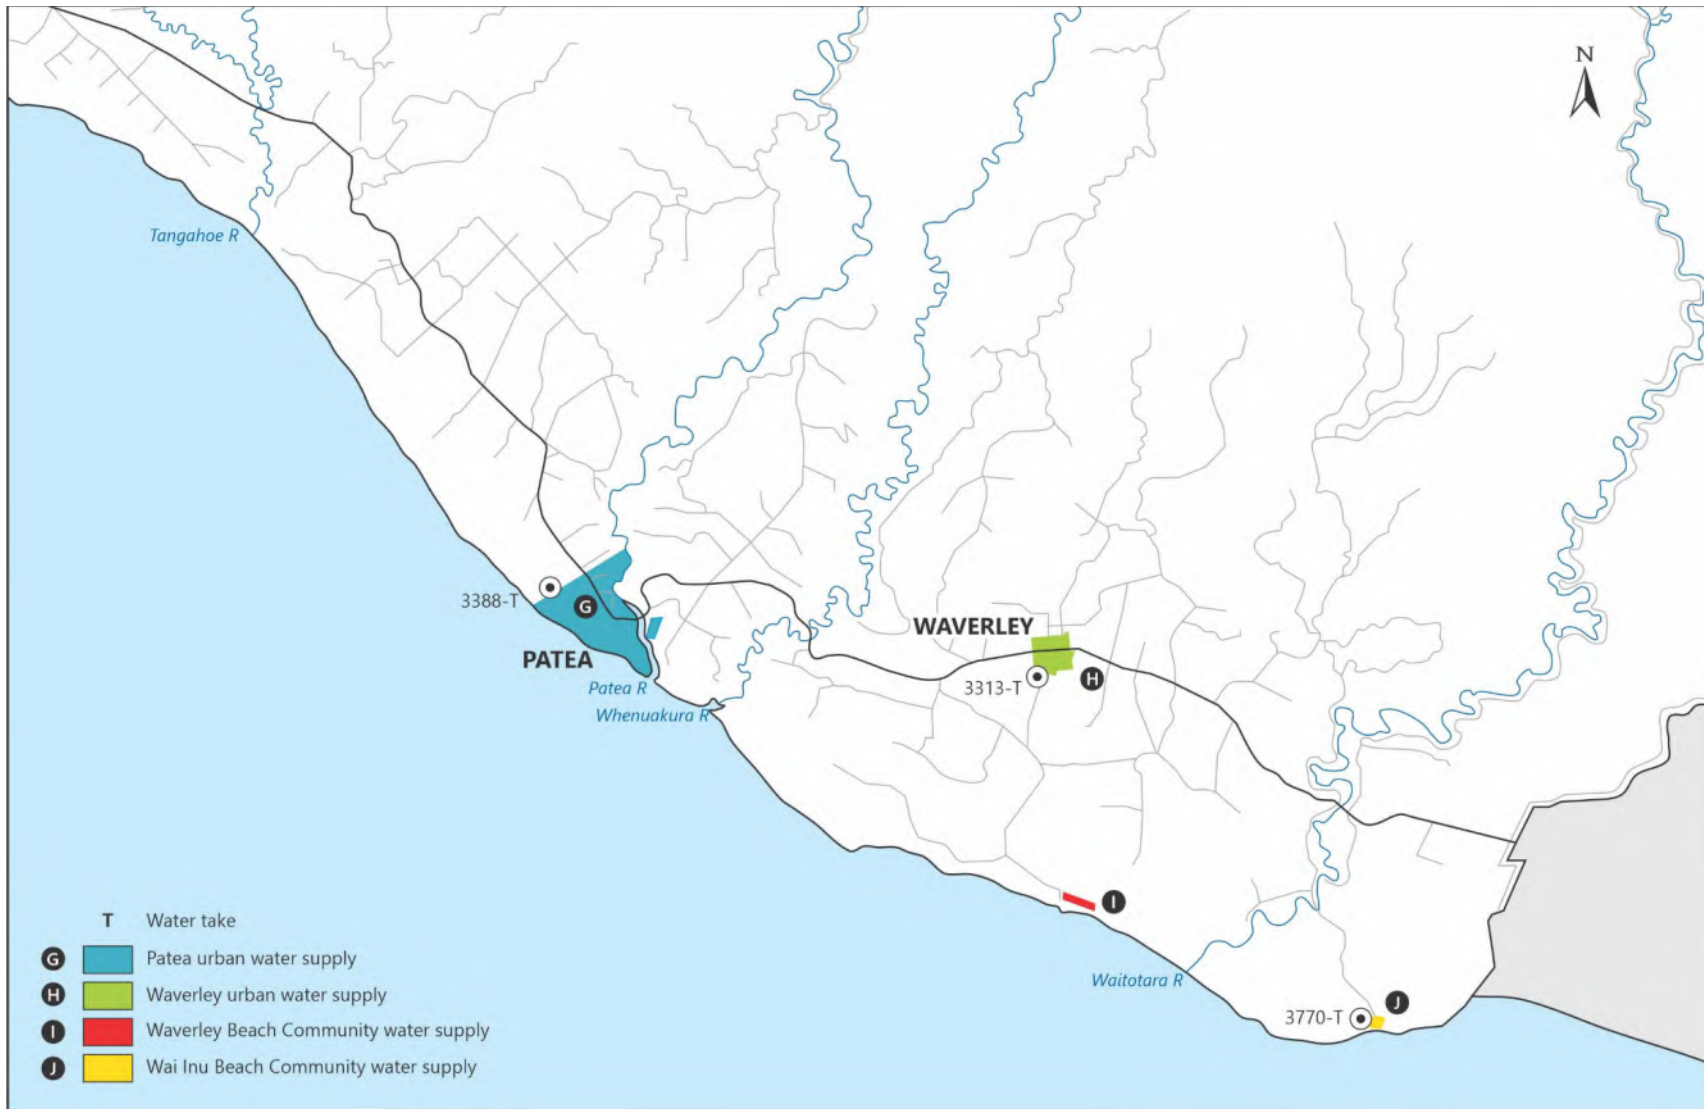 N
Tangahoe R
3388-T
G
PATEA
Patea R
Whenuakura R
WAVERLEY
3313-T
H
I
Waitotara R
J
3770-T
T Water take
G Patea urban water supply
H Waverley urban water supply
I Waverley Beach Community water supply
J Wai Inu Beach Community water supply